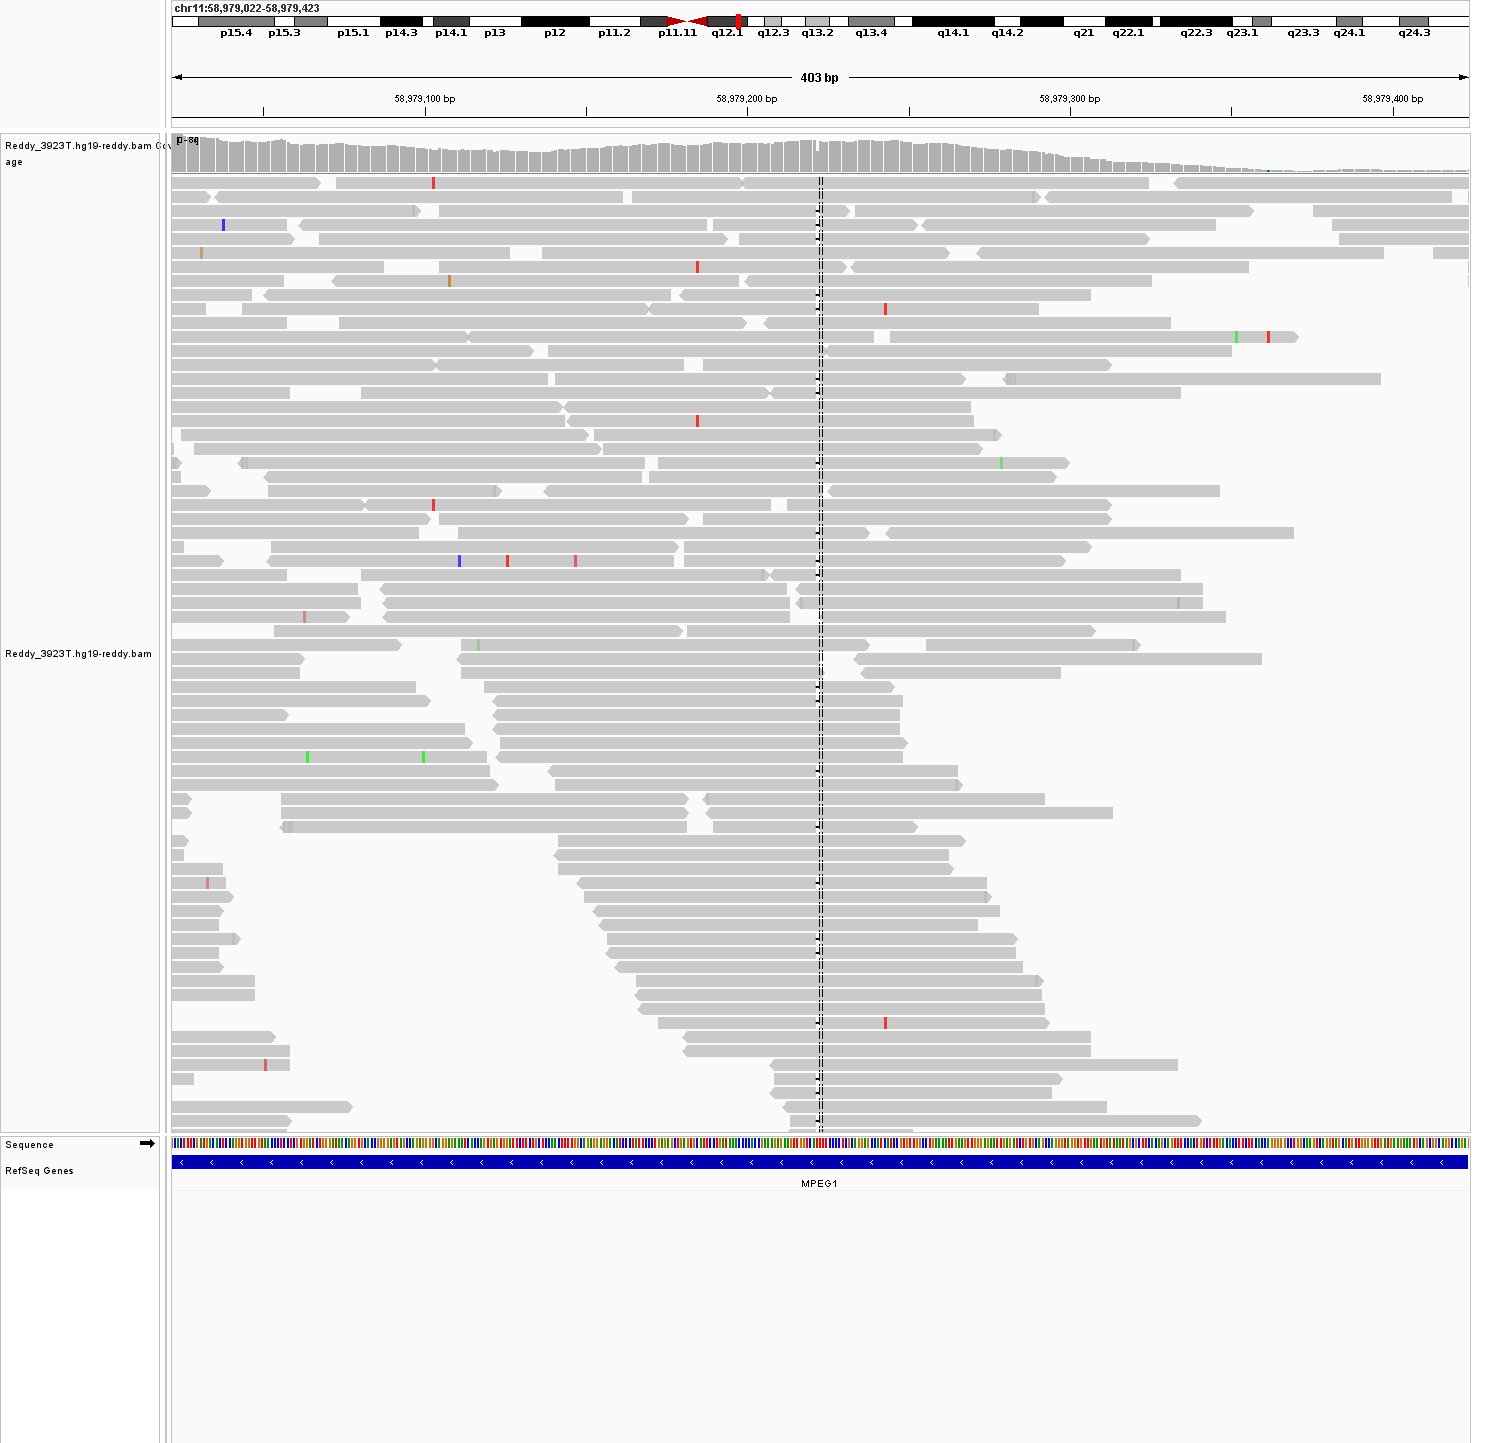 chr11:58,979,022-58,979,423
p15.4 p15.3 p15.1 p14.3 p14.1 p13 p12 p11.2 p11.11 q12.1 q12.3 q13.2 q13.4 q14.1 q14.2 q21 q22.1 q22.3 q23.1 q23.3 q24.1 q24.3
403 bp
58,979,100 bp 58,979,200 bp 58,979,300 bp 58,979,400 bp
Reddy_3923T.hg19-reddy.bam Cov
age
Reddy_3923T.hg19-reddy.bam
Sequence
RefSeq Genes
MPEG1